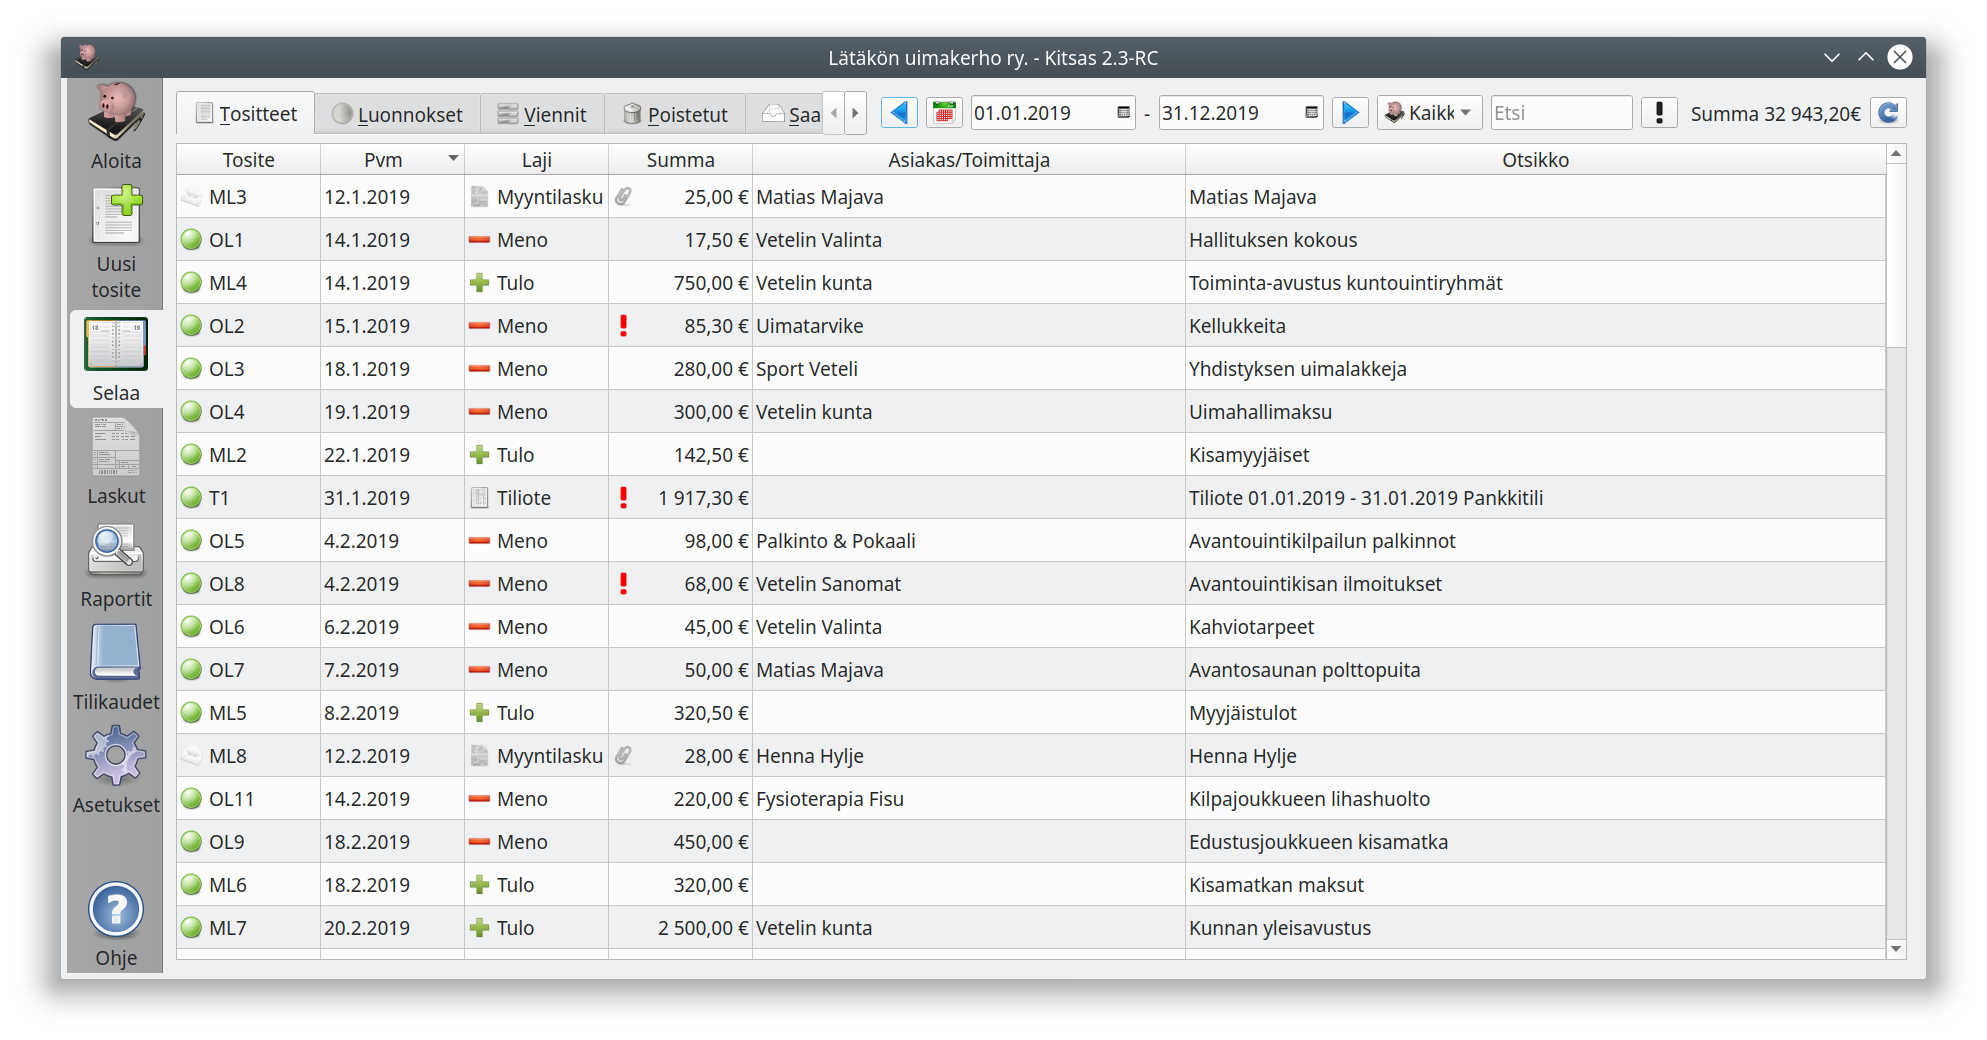 Lätäkön uimakerho ry. - Kitsas 2.3-RC
Aloita
Uusi
tosite
Selaa
Laskut
Raportit
Tilikaudet
Asetukset
Ohje
Tositteet Luonnokset Viennit Poistetut Saa 01.01.2019 - 31.12.2019 Kaikk Etsi Summa 32 943,20€
Tosite Pvm Laji Summa Asiakas/Toimittaja Otsikko
ML3 12.1.2019 Myyntilasku 25,00 € Matias Majava Matias Majava
OL1 14.1.2019 Meno 17,50 € Vetelin Valinta Hallituksen kokous
ML4 14.1.2019 Tulo 750,00 € Vetelin kunta Toiminta-avustus kuntouintiryhmät
OL2 15.1.2019 Meno 85,30 € Uimatarvike Kellukkeita
OL3 18.1.2019 Meno 280,00 € Sport Veteli Yhdistyksen uimalakkeja
OL4 19.1.2019 Meno 300,00 € Vetelin kunta Uimahallimaksu
ML2 22.1.2019 Tulo 142,50 € Kisamyyjäiset
T1 31.1.2019 Tiliote 1 917,30 € Tiliote 01.01.2019 - 31.01.2019 Pankkitili
OL5 4.2.2019 Meno 98,00 € Palkinto & Pokaali Avantouintikilpailun palkinnot
OL8 4.2.2019 Meno 68,00 € Vetelin Sanomat Avantouintikisan ilmoitukset
OL6 6.2.2019 Meno 45,00 € Vetelin Valinta Kahviotarpeet
OL7 7.2.2019 Meno 50,00 € Matias Majava Avantosaunan polttopuita
ML5 8.2.2019 Tulo 320,50 € Myyjäistulot
ML8 12.2.2019 Myyntilasku 28,00 € Henna Hylje Henna Hylje
OL11 14.2.2019 Meno 220,00 € Fysioterapia Fisu Kilpajoukkueen lihashuolto
OL9 18.2.2019 Meno 450,00 € Edustusjoukkueen kisamatka
ML6 18.2.2019 Tulo 320,00 € Kisamatkan maksut
ML7 20.2.2019 Tulo 2 500,00 € Vetelin kunta Kunnan yleisavustus